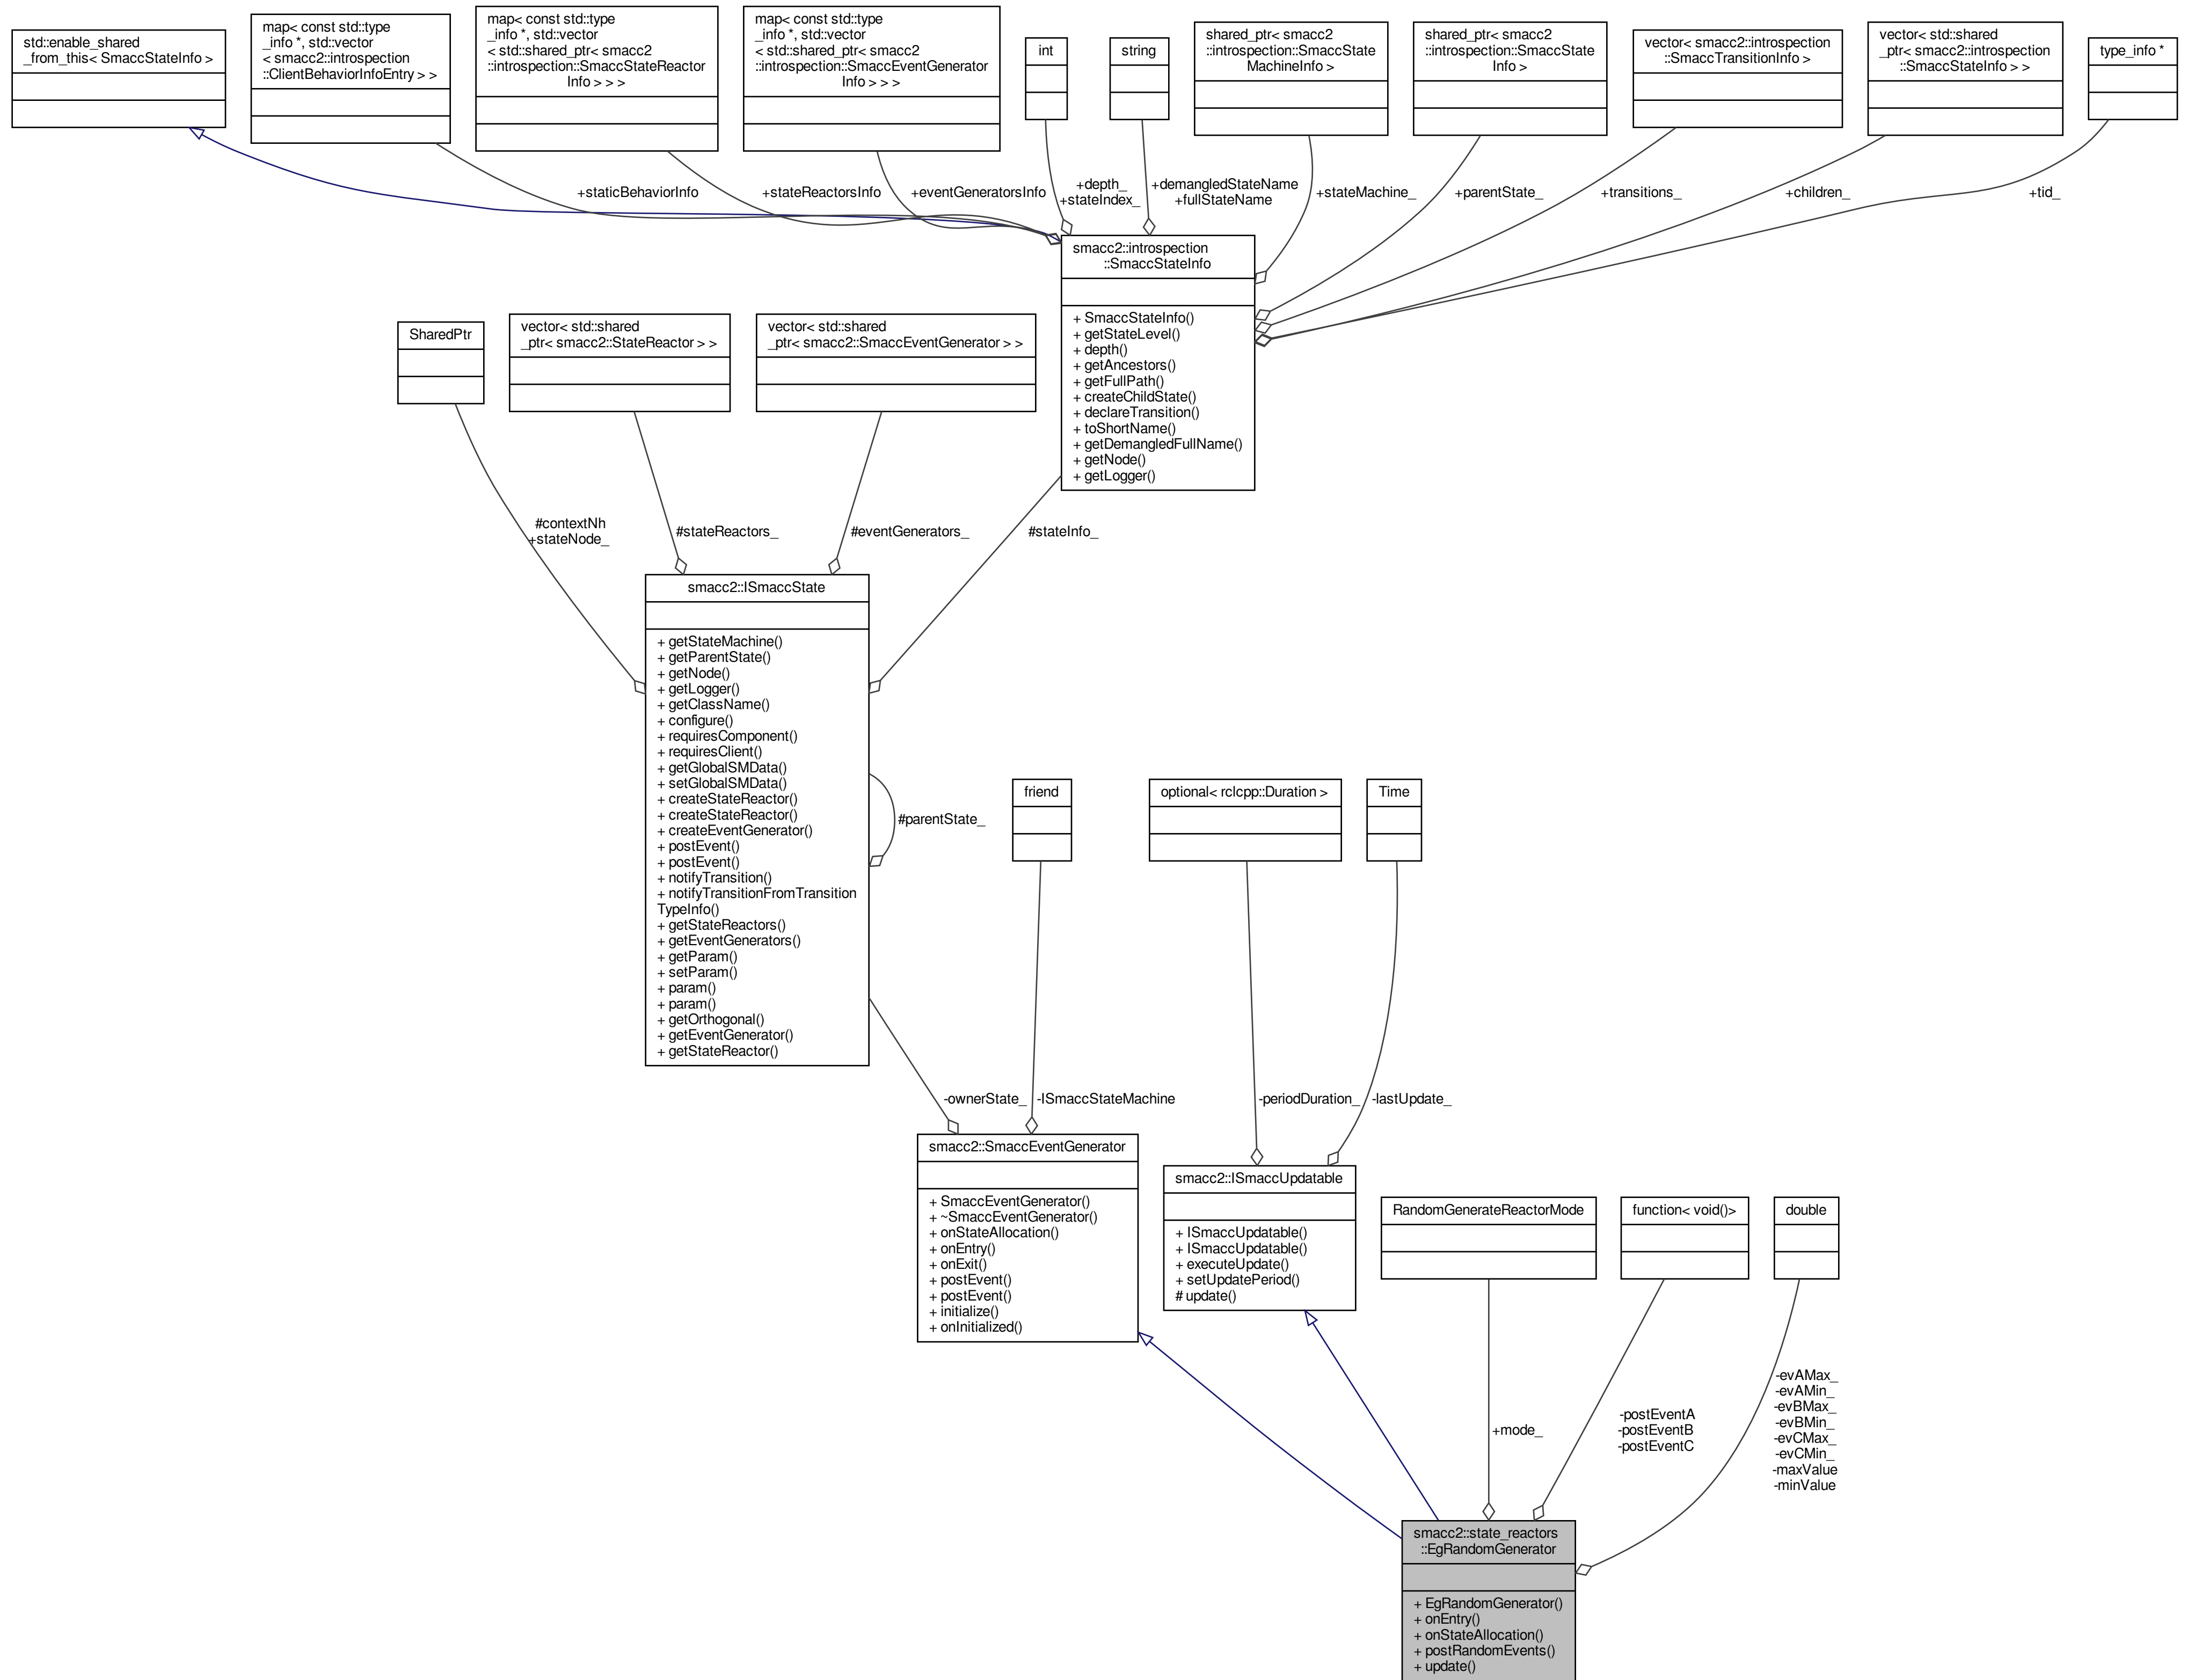 std::enable_shared
_from_this< SmaccStateInfo >
map< const std::type
_info *, std::vector
< smacc2::introspection
::ClientBehaviorInfoEntry > >
map< const std::type
_info *, std::vector
< std::shared_ptr< smacc2
::introspection::SmaccStateReactor
Info > > >
map< const std::type
_info *, std::vector
< std::shared_ptr< smacc2
::introspection::SmaccEventGenerator
Info > > >
int
string
shared_ptr< smacc2
::introspection::SmaccState
MachineInfo >
shared_ptr< smacc2
::introspection::SmaccState
Info >
vector< smacc2::introspection
::SmaccTransitionInfo >
vector< std::shared
_ptr< smacc2::introspection
::SmaccStateInfo > >
type_info *
+staticBehaviorInfo
+stateReactorsInfo
+eventGeneratorsInfo
+depth_
+stateIndex_
+demangledStateName
+fullStateName
+stateMachine_
+parentState_
+transitions_
+children_
+tid_
smacc2::introspection
::SmaccStateInfo
+ SmaccStateInfo()
+ getStateLevel()
+ depth()
+ getAncestors()
+ getFullPath()
+ createChildState()
+ declareTransition()
+ toShortName()
+ getDemangledFullName()
+ getNode()
+ getLogger()
SharedPtr
vector< std::shared
_ptr< smacc2::StateReactor > >
vector< std::shared
_ptr< smacc2::SmaccEventGenerator > >
#contextNh
+stateNode_
#stateReactors_
#eventGenerators_
#stateInfo_
smacc2::ISmaccState
+ getStateMachine()
+ getParentState()
+ getNode()
+ getLogger()
+ getClassName()
+ configure()
+ requiresComponent()
+ requiresClient()
+ getGlobalSMData()
+ setGlobalSMData()
+ createStateReactor()
+ createStateReactor()
+ createEventGenerator()
+ postEvent()
+ postEvent()
+ notifyTransition()
+ notifyTransitionFromTransition
TypeInfo()
+ getStateReactors()
+ getEventGenerators()
+ getParam()
+ setParam()
+ param()
+ param()
+ getOrthogonal()
+ getEventGenerator()
+ getStateReactor()
#parentState_
friend
optional< rclcpp::Duration >
Time
-ownerState_
-ISmaccStateMachine
-periodDuration_
-lastUpdate_
smacc2::SmaccEventGenerator
+ SmaccEventGenerator()
+ ~SmaccEventGenerator()
+ onStateAllocation()
+ onEntry()
+ onExit()
+ postEvent()
+ postEvent()
+ initialize()
+ onInitialized()
smacc2::ISmaccUpdatable
+ ISmaccUpdatable()
+ ISmaccUpdatable()
+ executeUpdate()
+ setUpdatePeriod()
# update()
RandomGenerateReactorMode
function< void()>
double
+mode_
-postEventA
-postEventB
-postEventC
-evAMax_
-evAMin_
-evBMax_
-evBMin_
-evCMax_
-evCMin_
-maxValue
-minValue
smacc2::state_reactors
::EgRandomGenerator
+ EgRandomGenerator()
+ onEntry()
+ onStateAllocation()
+ postRandomEvents()
+ update()